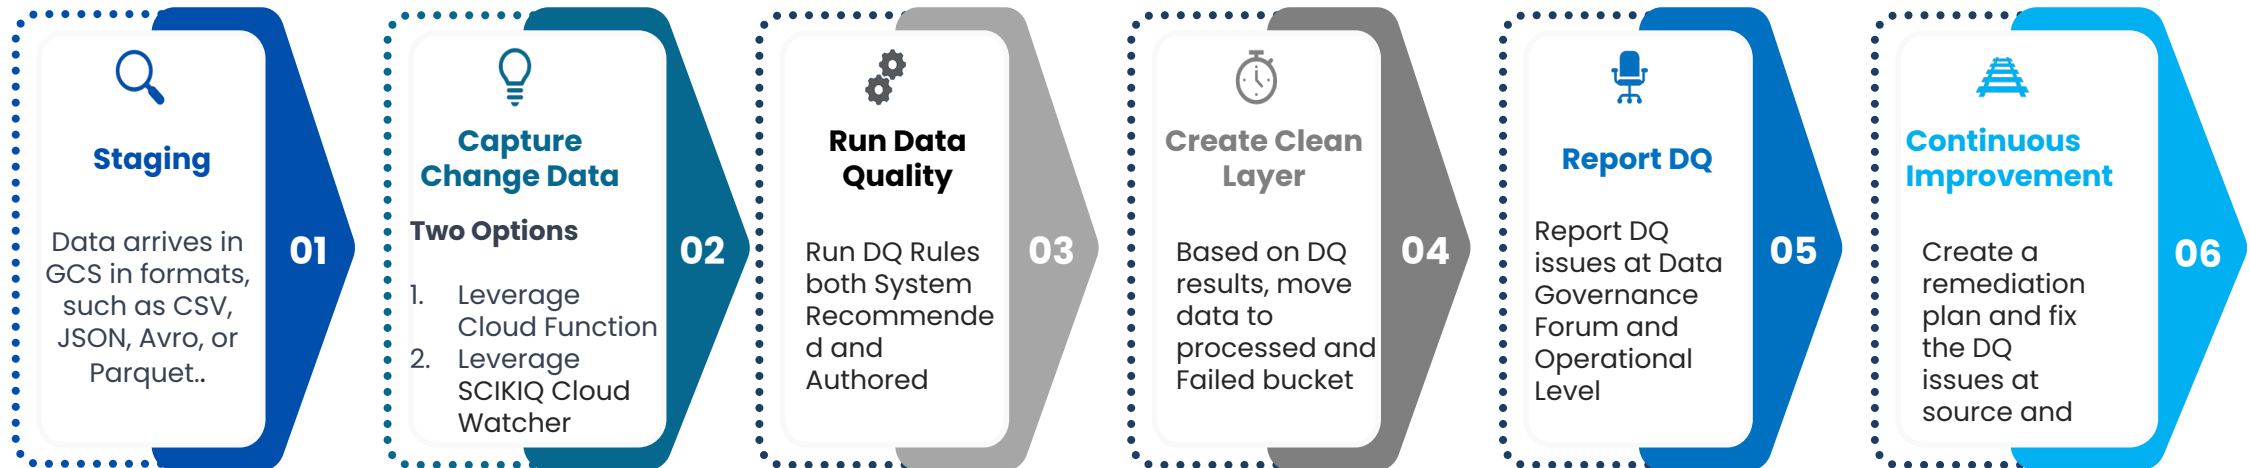 Staging
Data arrives in
GCS in formats,
such as CSV,
JSON, Avro, or
Parquet..
01
Capture
Change Data
Two Options
1. Leverage
Cloud Function
2. Leverage
SCIKIQ Cloud
Watcher
02
Run Data
Quality
Run DQ Rules
both System
Recommende
d and
Authored
03
Create Clean
Layer
Based on DQ
results, move
data to
processed and
Failed bucket
04
Report DQ
Report DQ
issues at Data
Governance
Forum and
Operational
Level
05
Continuous
Improvement
Create a
remediation
plan and fix
the DQ
issues at
source and
06